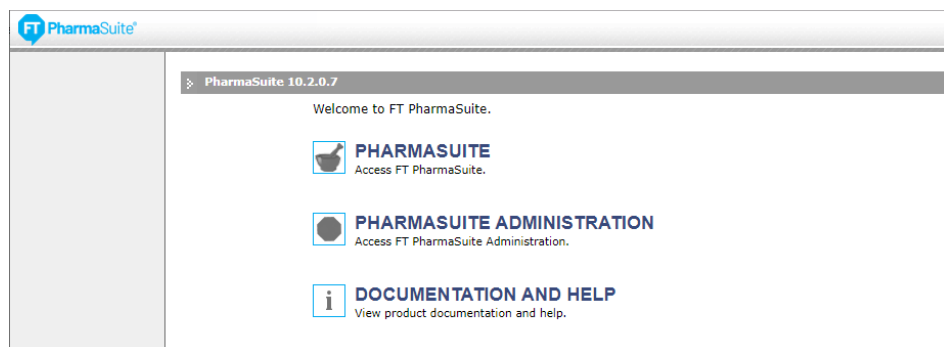 FT PharmaSuite®
PharmaSuite 10.2.0.7
Welcome to FT PharmaSuite.
PHARMASUITE
Access FT PharmaSuite.
PHARMASUITE ADMINISTRATION
Access FT PharmaSuite Administration.
i
DOCUMENTATION AND HELP
View product documentation and help.